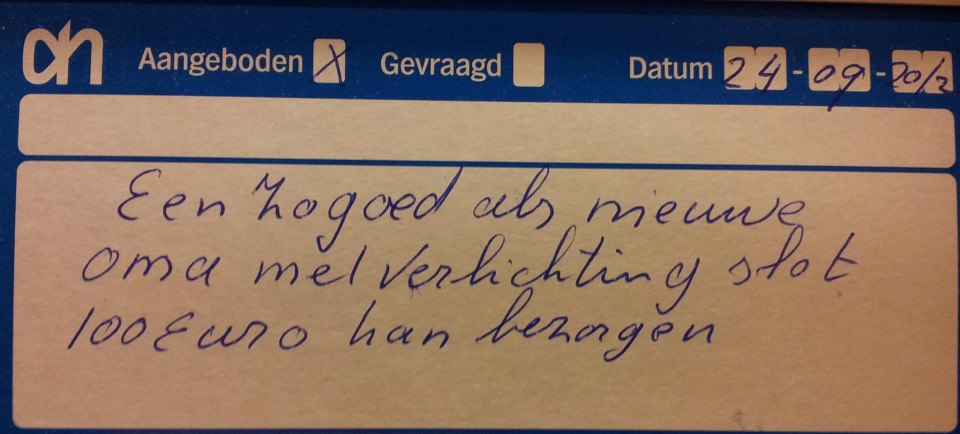 ah Aangeboden X Gevraagd Datum 24-09-2012
Een zogoed als nieuwe
oma met verlichting slot
100 Euro kan bezorgen